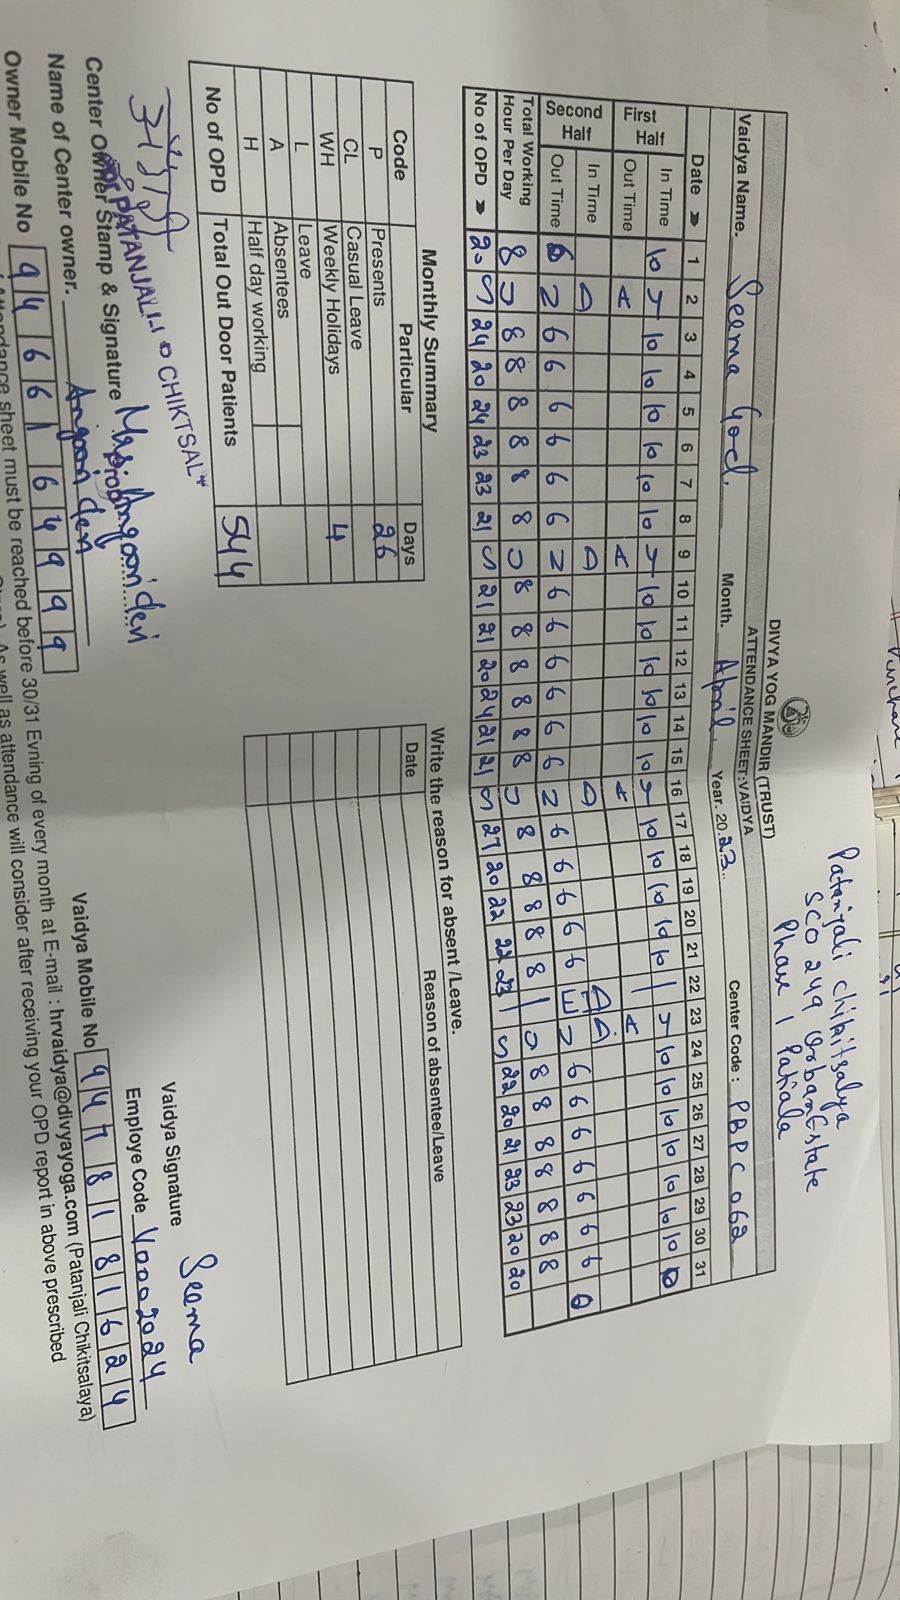 Patanjali Chikitsalya
SCO 249 Urban Estate
Phase 1 Patiala
DIVYA YOG MANDIR (TRUST)
ATTENDANCE SHEET:VAIDYA
Vaidya Name. Seema Goel. Month. April. Year. 20.23.. Center Code : PBPC062
Date 1 2 3 4 5 6 7 8 9 10 11 12 13 14 15 16 17 18 19 20 21 22 23 24 25 26 27 28 29 30 31
First Half
In Time 10 10 10 10 10 10 10 10 10 10 10 10 10 10 10 10 10 10 10 10 10 10 10 10 10 10
Out Time
Second Half
In Time
Out Time 6 6 6 6 6 6 6 6 6 6 6 6 6 6 6 6 6 6 6 6 6 6 6 6 6 6
SUNDAY SUNDAY SUNDAY EID SUNDAY
Total Working Hour Per Day 8 8 8 8 8 8 8 8 8 8 8 8 8 8 8 8 8 8 8 8 8 8 8 8 8
No of OPD 20 24 20 24 23 23 21 21 21 20 24 21 21 27 20 22 22 23 22 20 21 23 23 20 20
Monthly Summary
Code Particular Days
P Presents 26
CL Casual Leave
WH Weekly Holidays 4
L Leave
A Absentees
H Half day working
No of OPD Total Out Door Patients 544
Write the reason for absent /Leave.
Date Reason of absentee/Leave
PATANJALI CHIKTSAL
Center Owner Stamp & Signature Mrs. Angoori devi
Prop
Name of Center owner. Angoori devi
Owner Mobile No 9466164999
Vaidya Signature Seema
Employe Code V0002024
Vaidya Mobile No 9478181624
Attendance sheet must be reached before 30/31 Evning of every month at E-mail : hrvaidya@divyayoga.com (Patanjali Chikitsalaya)
As well as attendance will consider after receiving your OPD report in above prescribed